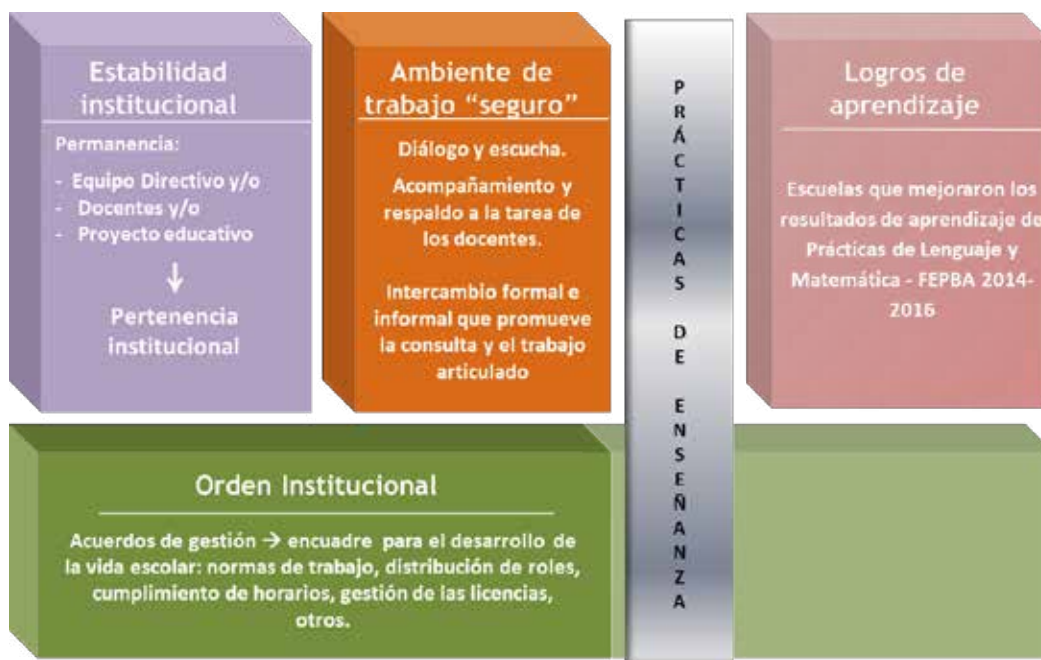 Estabilidad
institucional
Permanencia:
- Equipo Directivo y/o
- Docentes y/o
- Proyecto educativo
Pertenencia
institucional
Ambiente de
trabajo “seguro”
Diálogo y escucha.
Acompañamiento y
respaldo a la tarea de
los docentes.
Intercambio formal e
informal que promueve
la consulta y el trabajo
articulado
PRÁCTICAS DE ENSEÑANZA
Logros de
aprendizaje
Escuelas que mejoraron los
resultados de aprendizaje de
Prácticas de Lenguaje y
Matemática - FEPBA 2014-
2016
Orden Institucional
Acuerdos de gestión → encuadre para el desarrollo de
la vida escolar: normas de trabajo, distribución de roles,
cumplimiento de horarios, gestión de las licencias,
otros.